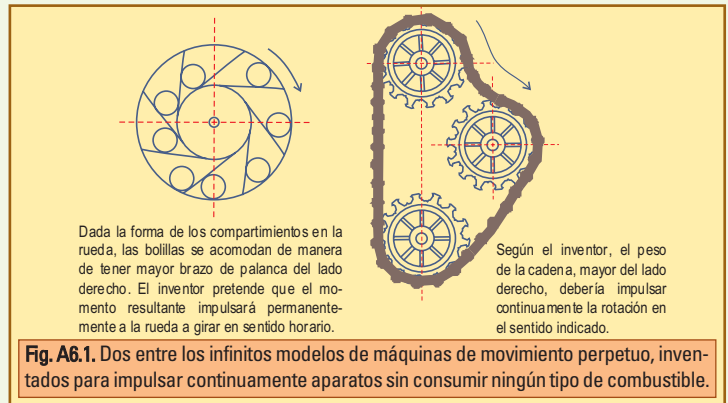 Dada la forma de los compartimientos en la
rueda, las bolillas se acomodan de manera
de tener mayor brazo de palanca del lado
derecho. El inventor pretende que el mo-
mento resultante impulsará permanente-
mente a la rueda a girar en sentido horario.
Según el inventor, el peso
de la cadena, mayor del lado
derecho, debería impulsar
continuamente la rotación en
el sentido indicado.
Fig. A6.1. Dos entre los infinitos modelos de máquinas de movimiento perpetuo, inven-
tados para impulsar continuamente aparatos sin consumir ningún tipo de combustible.